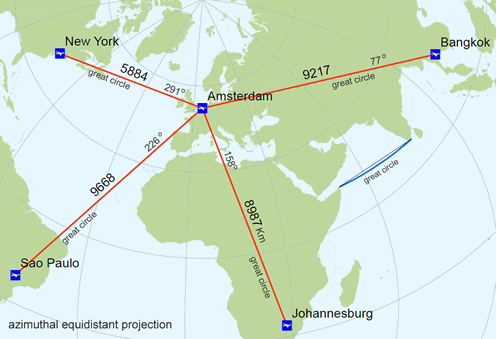 New York
Bangkok
5884
great circle
291°
9217
great circle
77°
Amsterdam
226°
158°
9668
great circle
great circle
8987 Km
great circle
Sao Paulo
Johannesburg
azimuthal equidistant projection